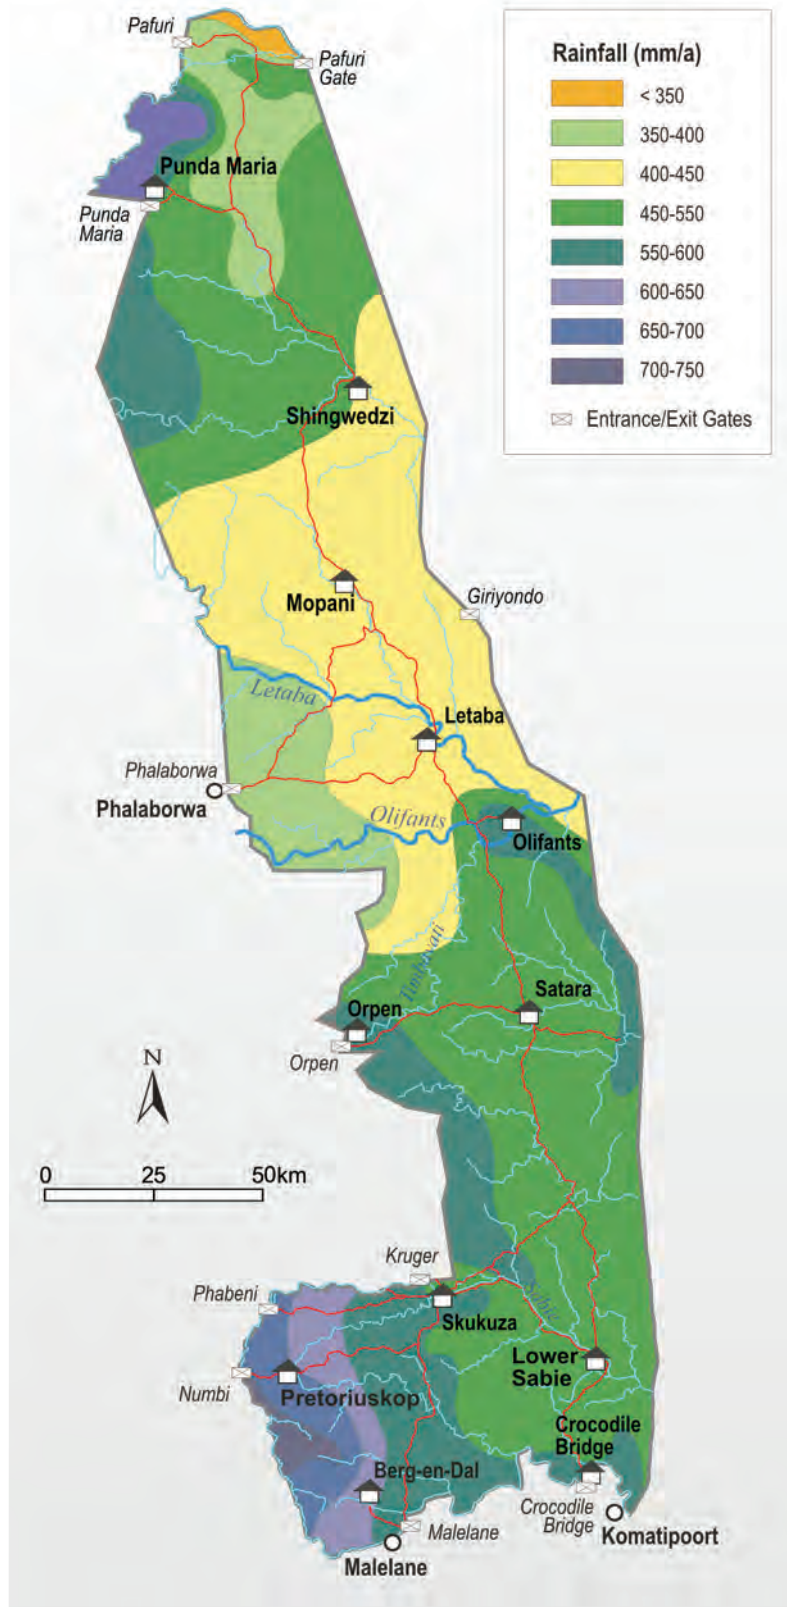 Pafuri
Pafuri
Gate
Rainfall (mm/a)
< 350
350-400
400-450
450-550
550-600
600-650
650-700
700-750
Entrance/Exit Gates
Punda Maria
Punda
Maria
Shingwedzi
Mopani
Giriyondo
Letaba
Letaba
Phalaborwa
Phalaborwa
Olifants
Olifants
Timbavati
Satara
Orpen
Orpen
N
0 25 50km
Kruger
Phabeni
Sabie
Skukuza
Lower
Sabie
Numbi
Pretoriuskop
Crocodile
Bridge
Berg-en-Dal
Crocodile
Bridge
Malelane
Komatipoort
Malelane